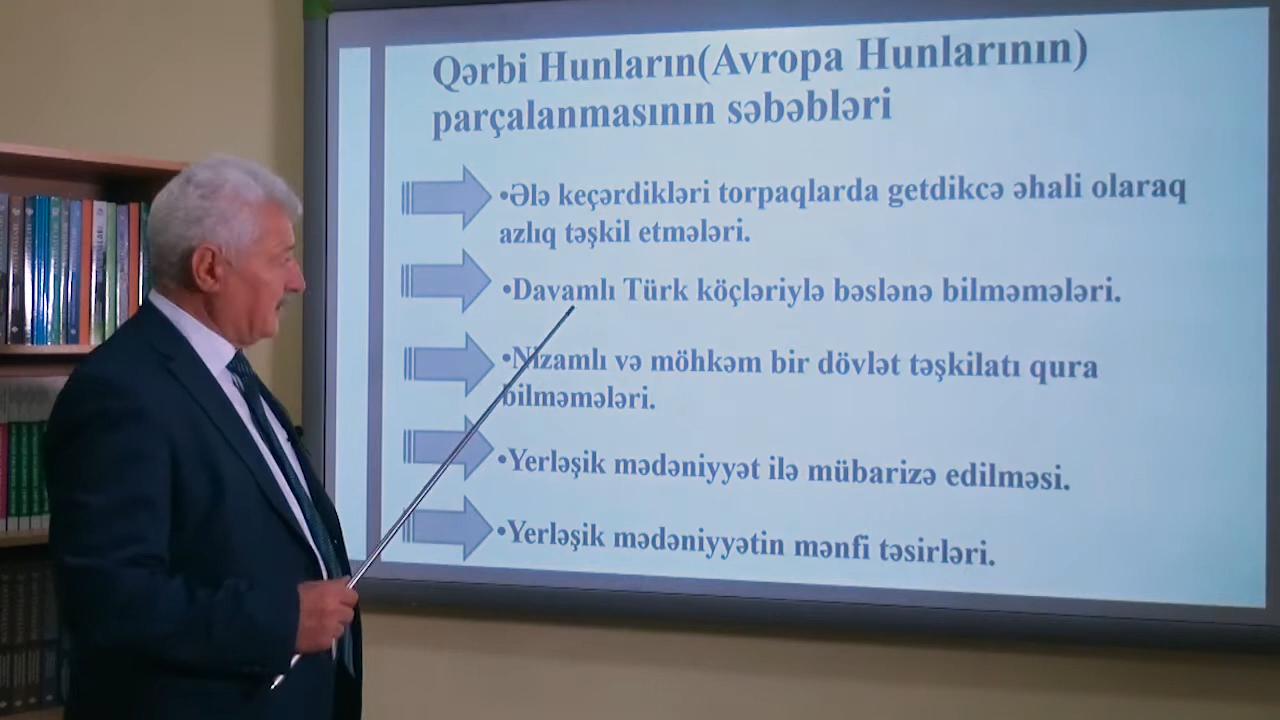 Qərbi Hunların(Avropa Hunlarının)
parçalanmasının səbəbləri
•Ələ keçərdikləri torpaqlarda getdikcə əhali olaraq
azlıq təşkil etmələri.
•Davamlı Türk köçləriylə bəslənə bilməmələri.
•Nizamlı və möhkəm bir dövlət təşkilatı qura
bilməmələri.
•Yerləşik mədəniyyət ilə mübarizə edilməsi.
•Yerləşik mədəniyyətin mənfi təsirləri.